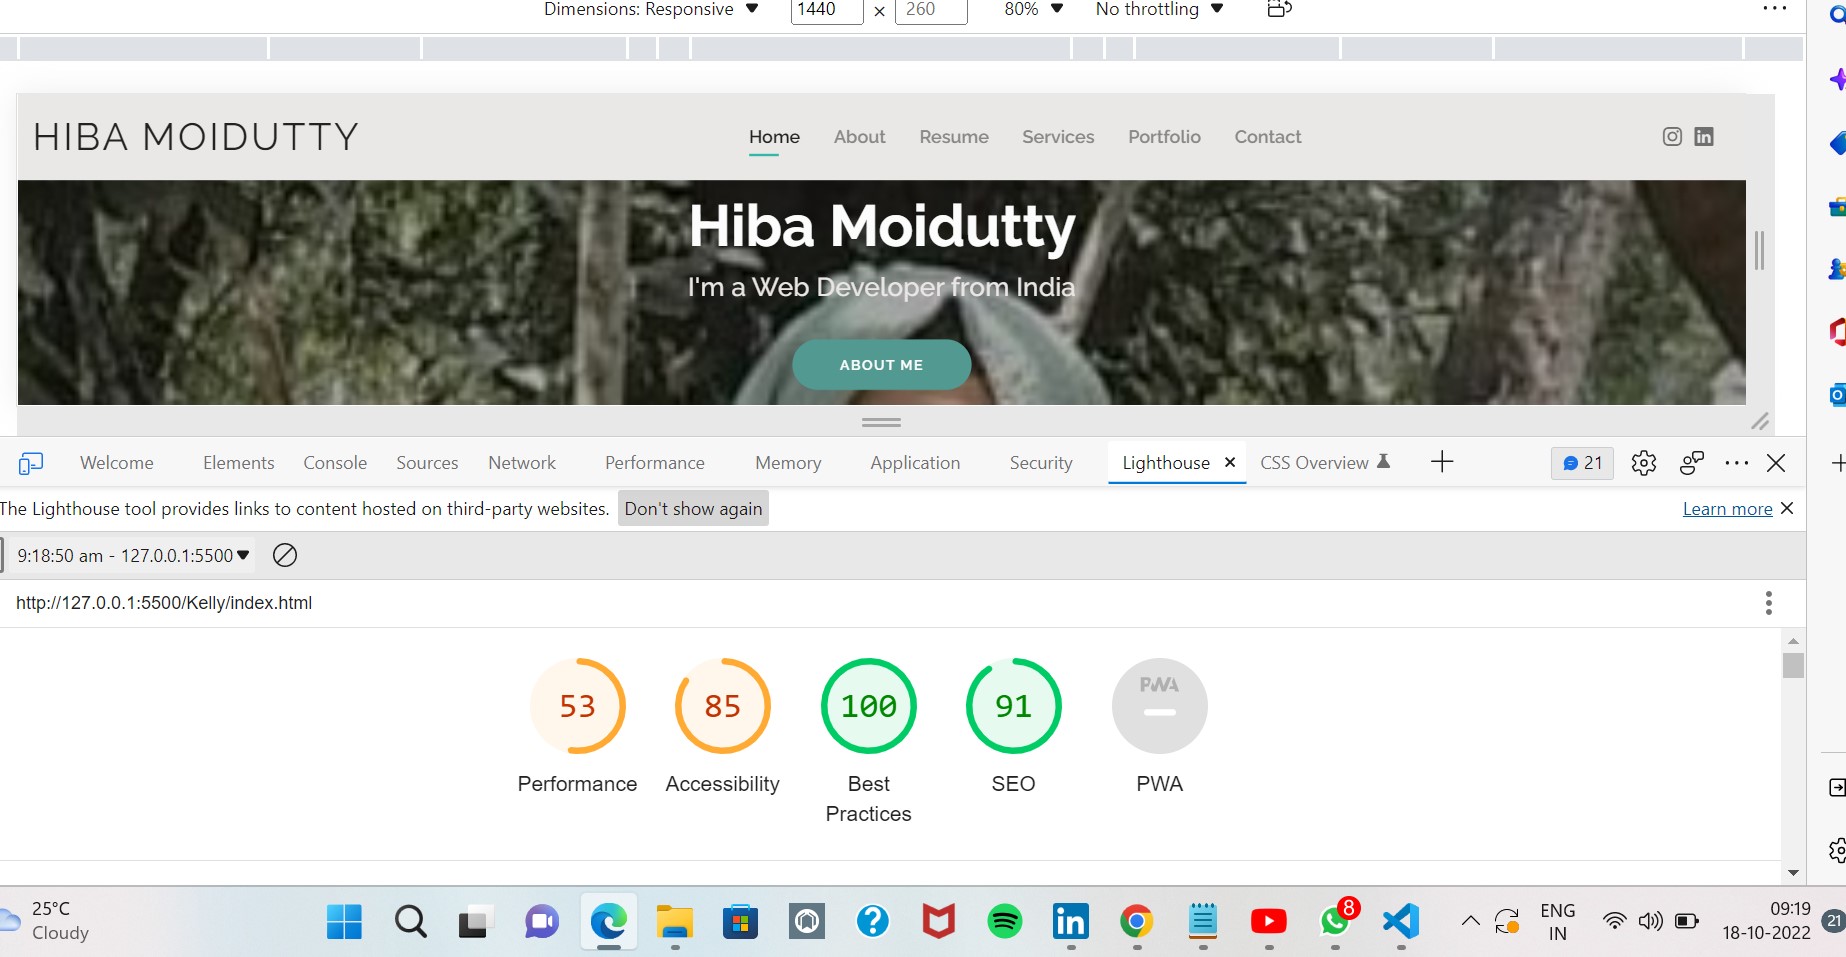 Dimensions: Responsive 1440 × 260 80% No throttling
HIBA MOIDUTTY Home About Resume Services Portfolio Contact
Hiba Moidutty
I'm a Web Developer from India
ABOUT ME
Welcome Elements Console Sources Network Performance Memory Application Security Lighthouse CSS Overview 21
The Lighthouse tool provides links to content hosted on third-party websites. Don't show again Learn more
9:18:50 am - 127.0.0.1:5500
http://127.0.0.1:5500/Kelly/index.html
53 85 100 91 PWA
Performance Accessibility Best Practices SEO PWA
25°C
Cloudy
8
ENG
IN
09:19
18-10-2022
21